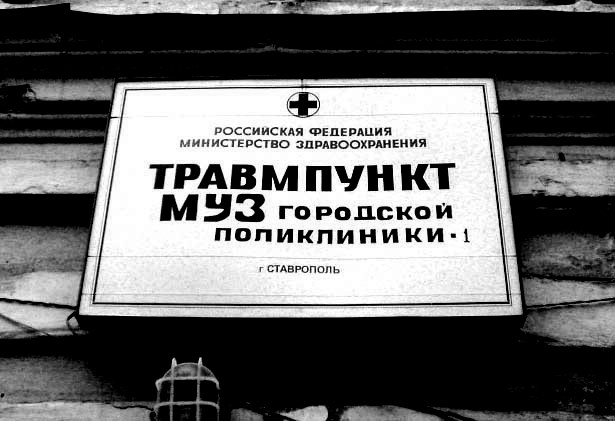 РОССИЙСКАЯ ФЕДЕРАЦИЯ
МИНИСТЕРСТВО ЗДРАВООХРАНЕНИЯ
ТРАВМПУНКТ
МУЗ ГОРОДСКОЙ
ПОЛИКЛИНИКИ·1
г СТАВРОПОЛЬ